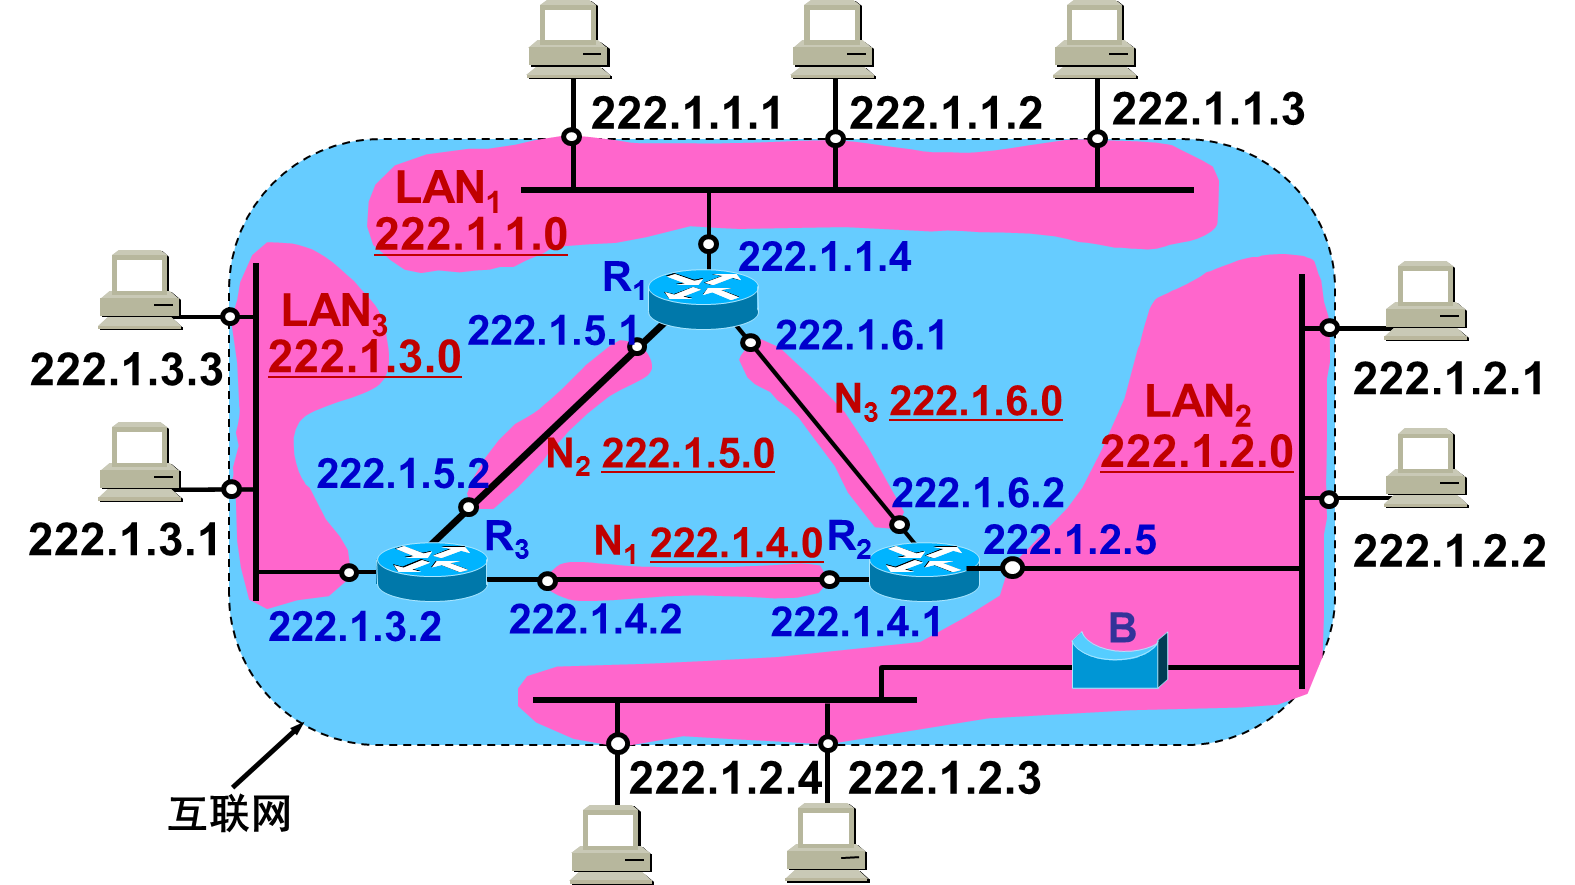 222.1.1.1
222.1.1.2
222.1.1.3
LAN₁
222.1.1.0
222.1.1.4
R₁
LAN₃
222.1.3.0
222.1.3.3
222.1.5.1
222.1.6.1
222.1.2.1
N₃ 222.1.6.0
LAN₂
222.1.2.0
N₂ 222.1.5.0
222.1.5.2
222.1.6.2
222.1.3.1
R₃
N₁ 222.1.4.0
R₂
222.1.2.5
222.1.2.2
222.1.3.2
222.1.4.2
222.1.4.1
B
222.1.2.4
222.1.2.3
互联网